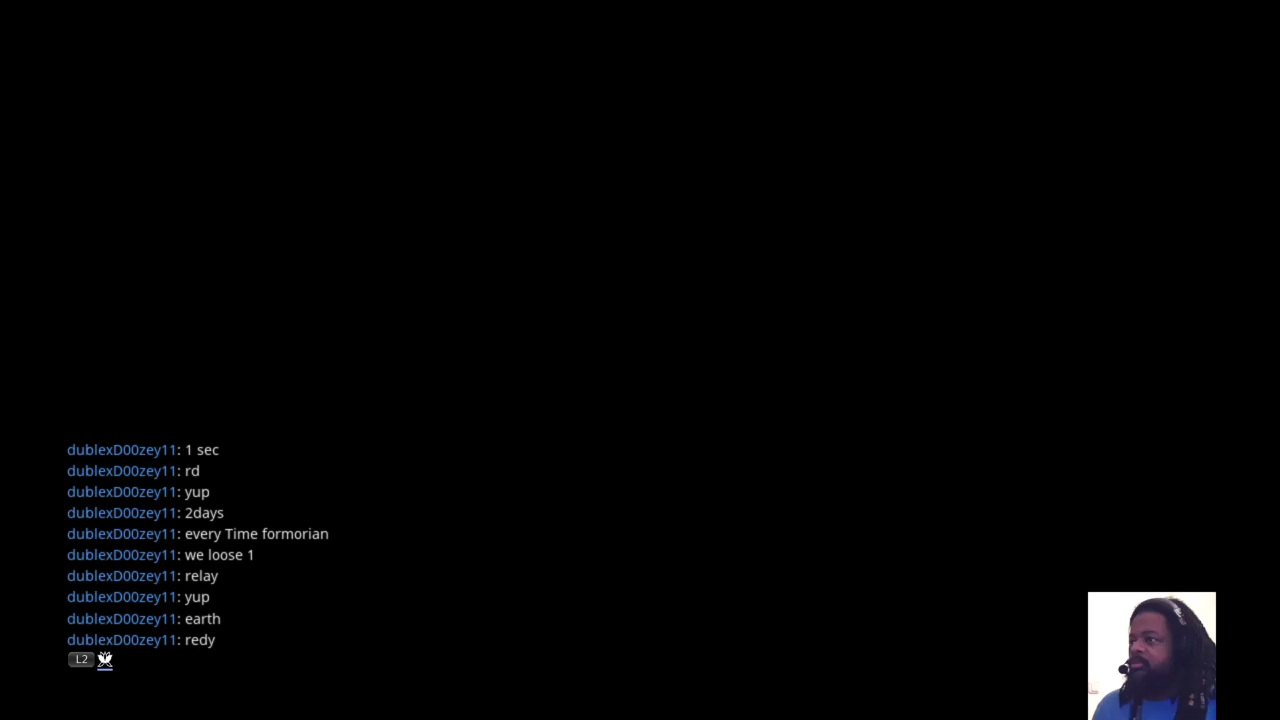 dublexD00zey11: 1 sec
dublexD00zey11: rd
dublexD00zey11: yup
dublexD00zey11: 2days
dublexD00zey11: every Time formorian
dublexD00zey11: we loose 1
dublexD00zey11: relay
dublexD00zey11: yup
dublexD00zey11: earth
dublexD00zey11: redy
L2